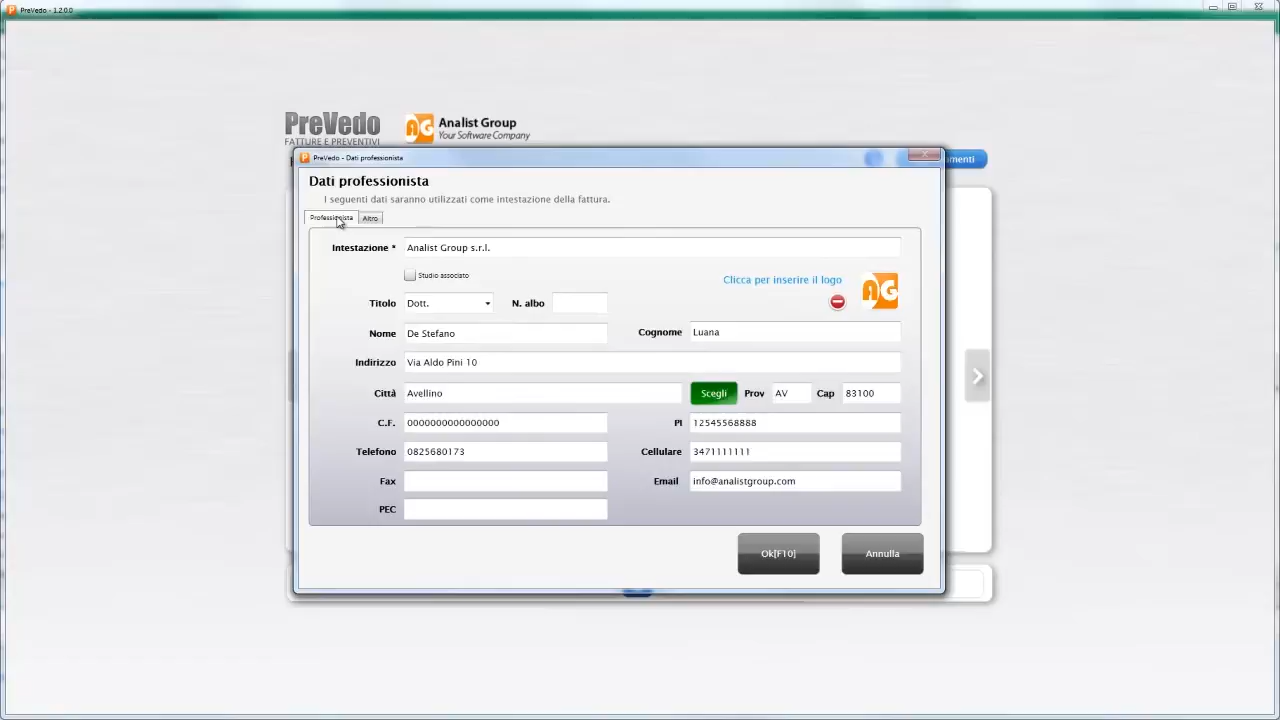 PreVedo - 1.2.0.0
PreVedo
FATTURE E PREVENTIVI
AG Analist Group
Your Software Company
PreVedo - Dati professionista
menti
Dati professionista
I seguenti dati saranno utilizzati come intestazione della fattura.
Professionista Altro
Intestazione * Analist Group s.r.l.
Studio associato
Clicca per inserire il logo
AG
Titolo Dott. N. albo
Nome De Stefano Cognome Luana
Indirizzo Via Aldo Pini 10
Città Avellino Scegli Prov AV Cap 83100
C.F. 0000000000000000 PI 12545568888
Telefono 0825680173 Cellulare 3471111111
Fax Email info@analistgroup.com
PEC
Ok[F10] Annulla